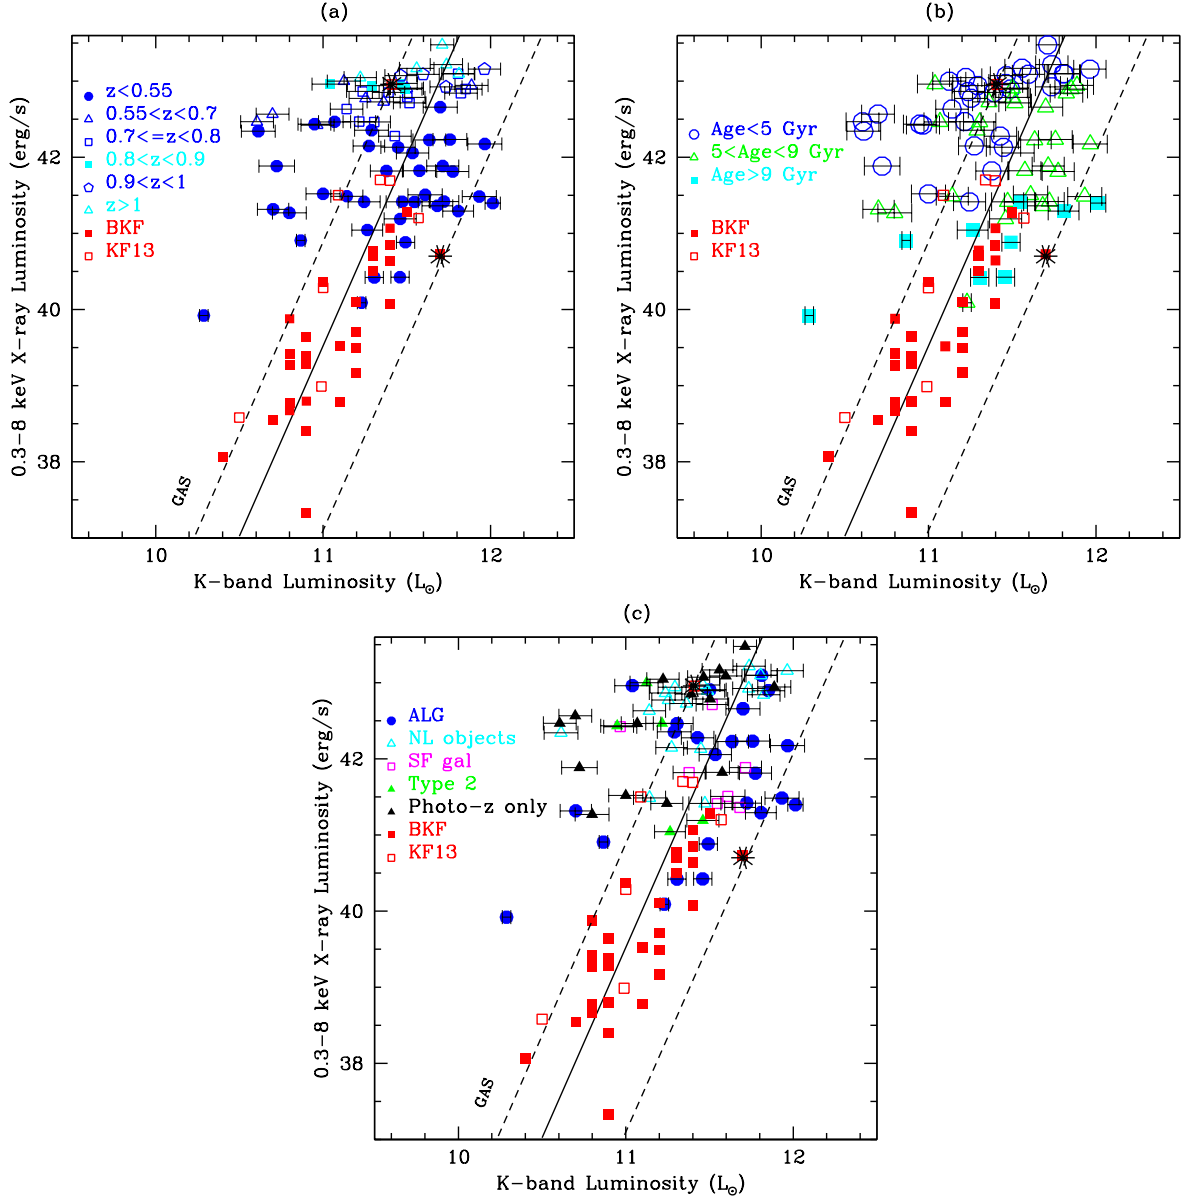 (a)
z<0.55
0.55<z<0.7
0.7<=z<0.8
0.8<z<0.9
0.9<z<1
z>1
BKF
KF13
GAS
42
40
38
10
11
12
0.3-8 keV X-ray Luminosity (erg/s)
K-band Luminosity (L⊙)
(b)
Age<5 Gyr
5<Age<9 Gyr
Age>9 Gyr
BKF
KF13
GAS
42
40
38
10
11
12
0.3-8 keV X-ray Luminosity (erg/s)
K-band Luminosity (L⊙)
(c)
ALG
NL objects
SF gal
Type 2
Photo-z only
BKF
KF13
GAS
42
40
38
10
11
12
0.3-8 keV X-ray Luminosity (erg/s)
K-band Luminosity (L⊙)